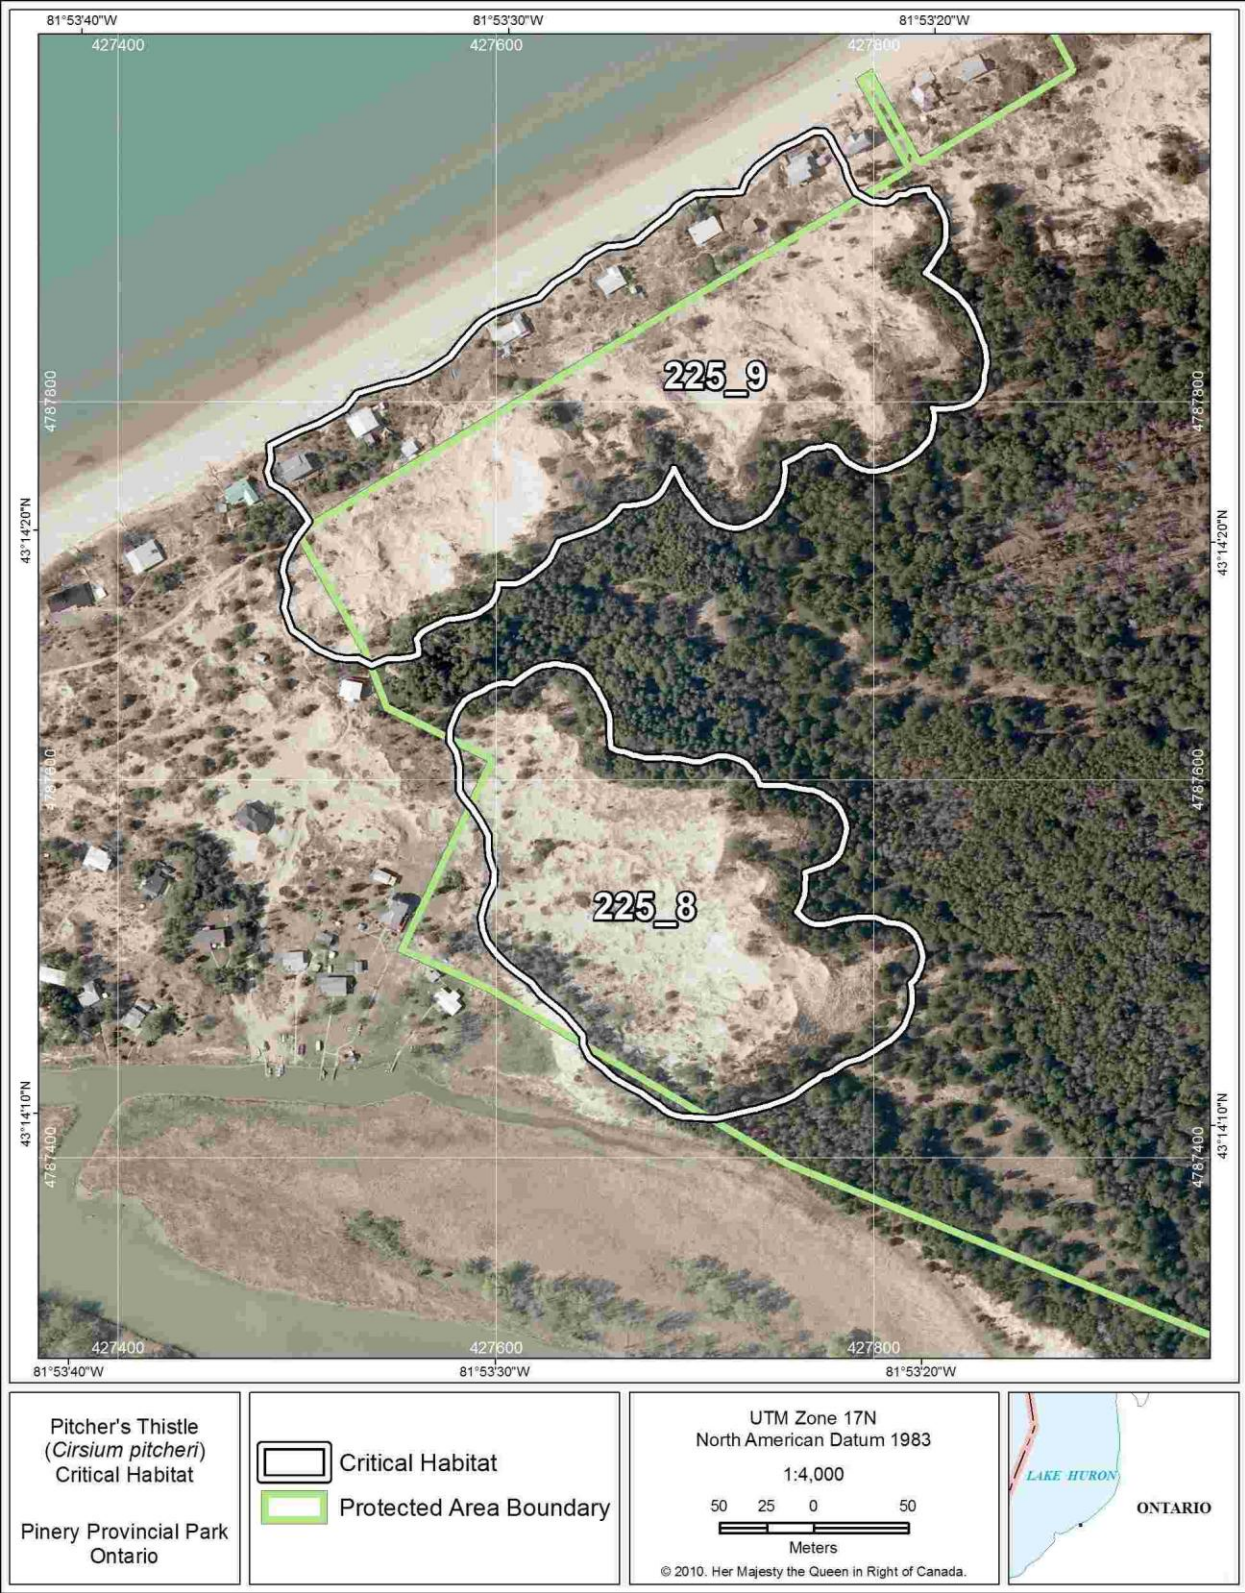 81°53'40"W
81°53'30"W
81°53'20"W
427400
427600
427800
225_9
4787800
4787800
43°14'20"N
43°14'20"N
4787600
4787600
225_8
43°14'10"N
43°14'10"N
4787400
4787400
427400
427600
427800
81°53'40"W
81°53'30"W
81°53'20"W
Pitcher's Thistle
(Cirsium pitcheri)
Critical Habitat
Pinery Provincial Park
Ontario
Critical Habitat
Protected Area Boundary
UTM Zone 17N
North American Datum 1983
1:4,000
50 25 0 50
Meters
© 2010. Her Majesty the Queen in Right of Canada.
LAKE HURON
ONTARIO